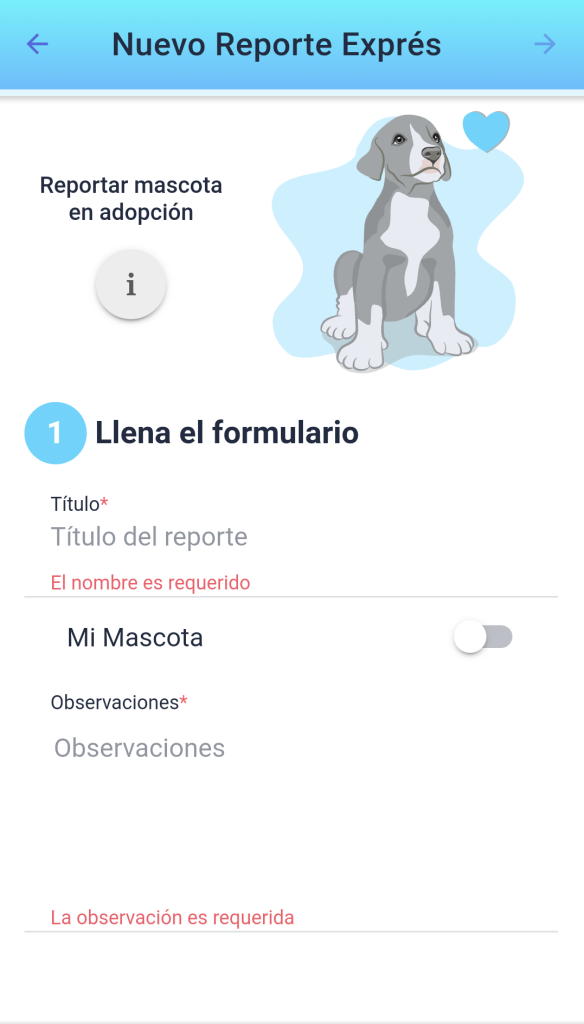 Nuevo Reporte Exprés
Reportar mascota
en adopción
i
1 Llena el formulario
Título*
Título del reporte
El nombre es requerido
Mi Mascota
Observaciones*
Observaciones
La observación es requerida